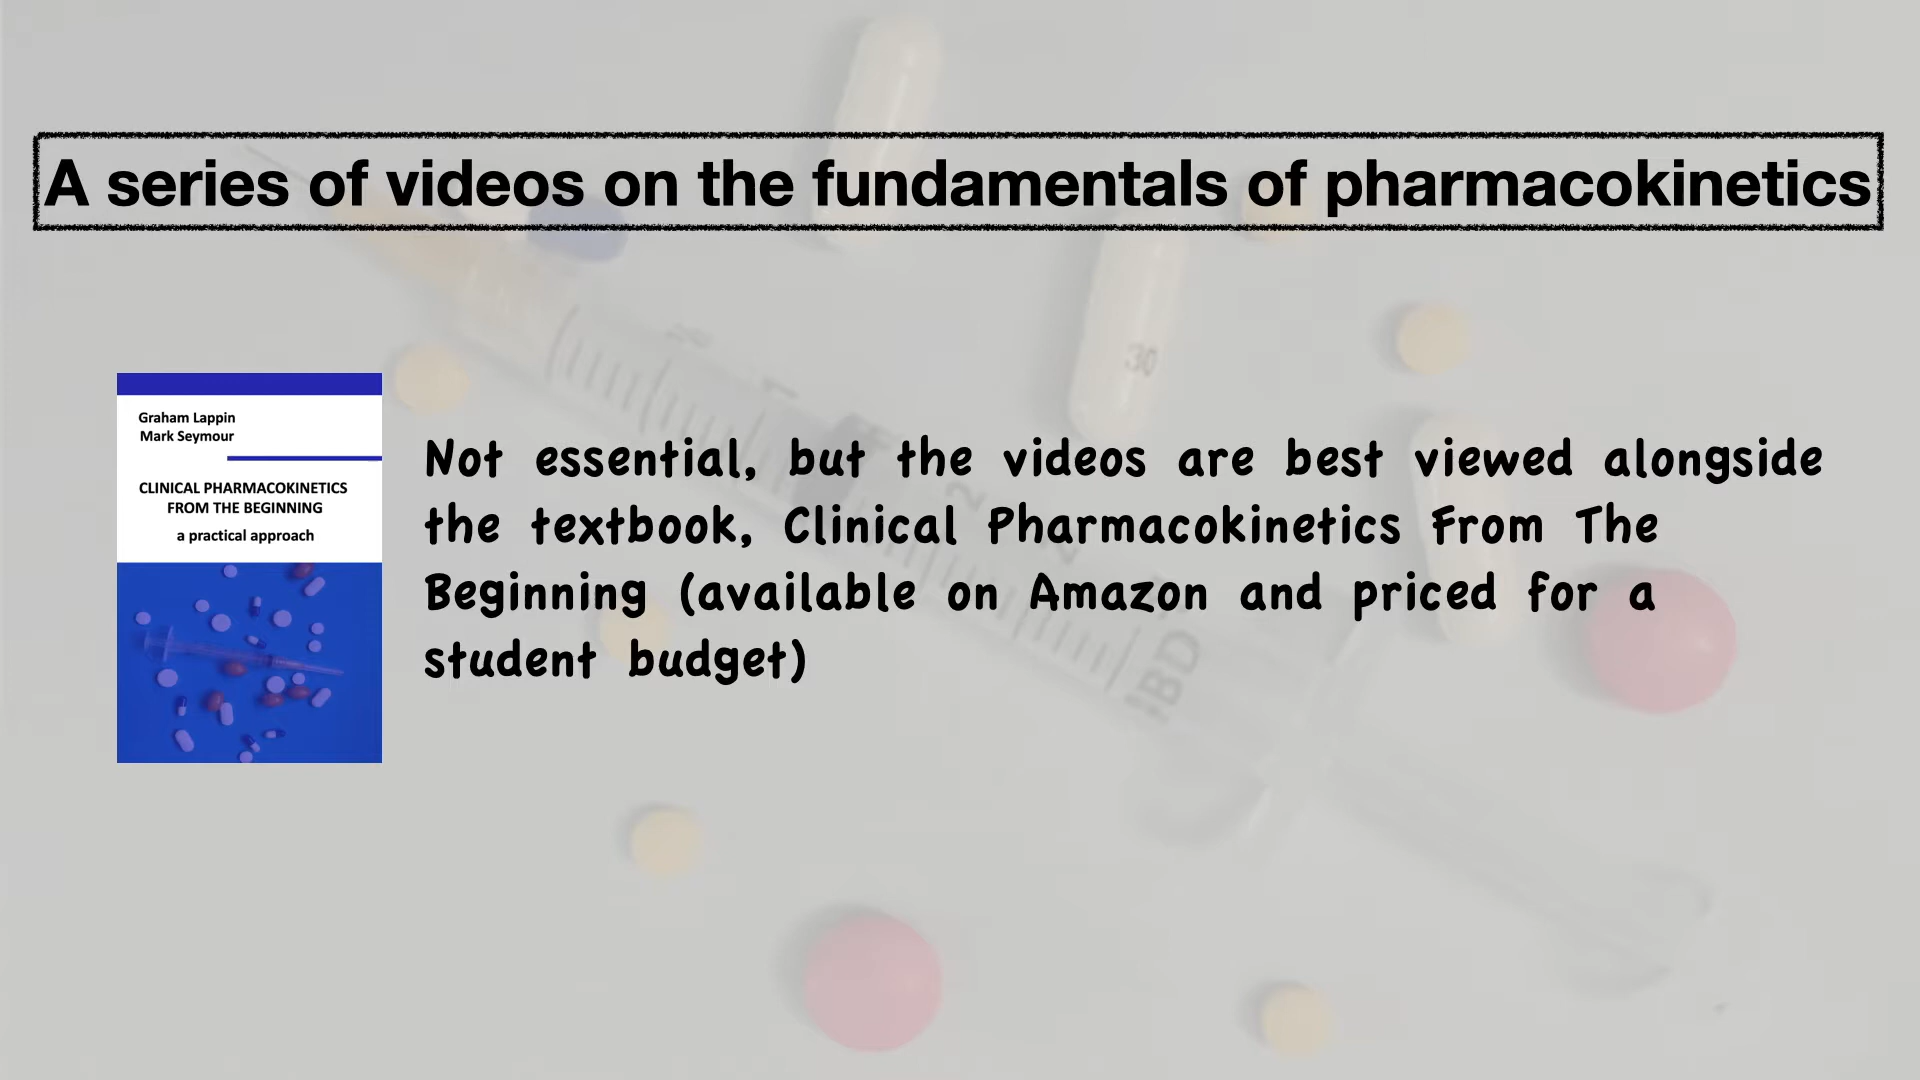 A series of videos on the fundamentals of pharmacokinetics
Graham Lappin
Mark Seymour
CLINICAL PHARMACOKINETICS
FROM THE BEGINNING
a practical approach
Not essential, but the videos are best viewed alongside
the textbook, Clinical Pharmacokinetics From The
Beginning (available on Amazon and priced for a
student budget)
30